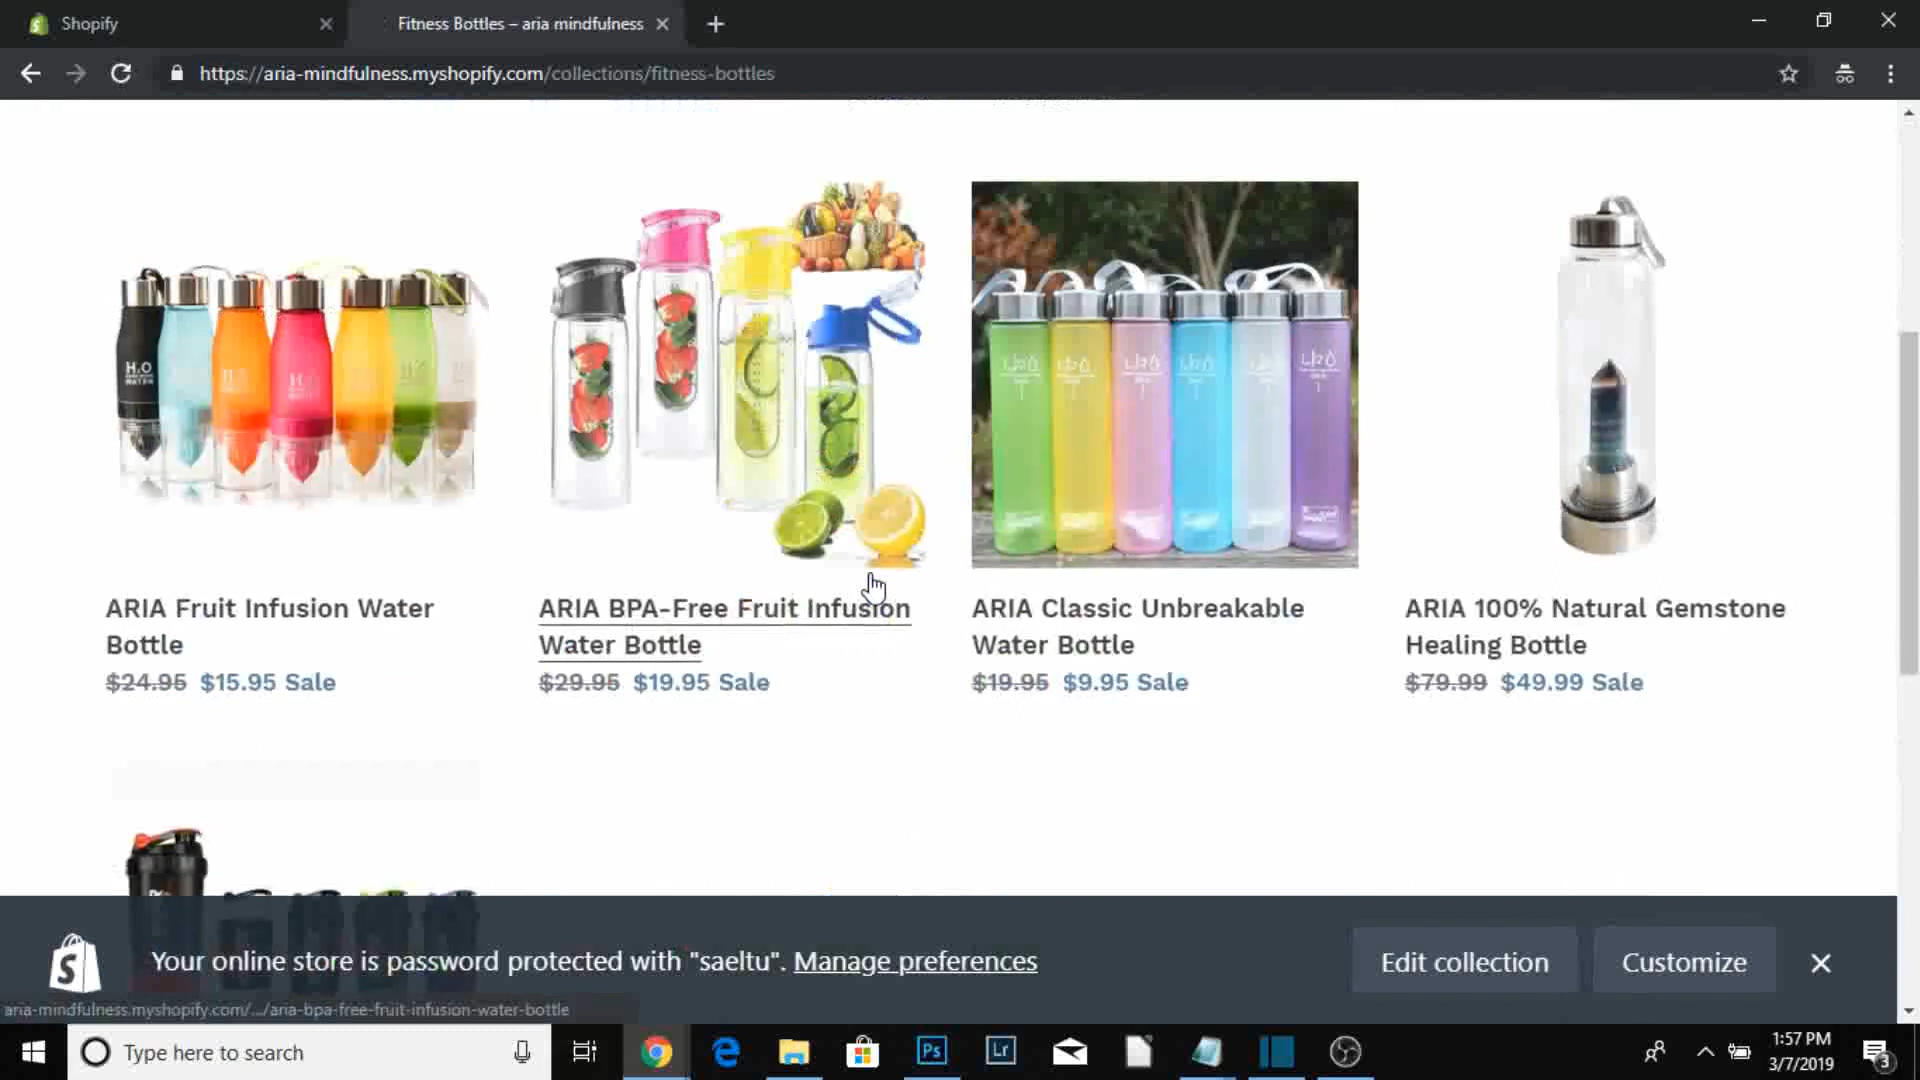 Shopify
Fitness Bottles – aria mindfulness
https://aria-mindfulness.myshopify.com/collections/fitness-bottles
H.O
WATER
ARIA Fruit Infusion Water
Bottle
$24.95 $15.95 Sale
ARIA BPA-Free Fruit Infusion
Water Bottle
$29.95 $19.95 Sale
ARIA Classic Unbreakable
Water Bottle
$19.95 $9.95 Sale
ARIA 100% Natural Gemstone
Healing Bottle
$79.99 $49.99 Sale
Your online store is password protected with "saeltu". Manage preferences
Edit collection
Customize
aria-mindfulness.myshopify.com/.../aria-bpa-free-fruit-infusion-water-bottle
Type here to search
Ps
Lr
1:57 PM
3/7/2019
3